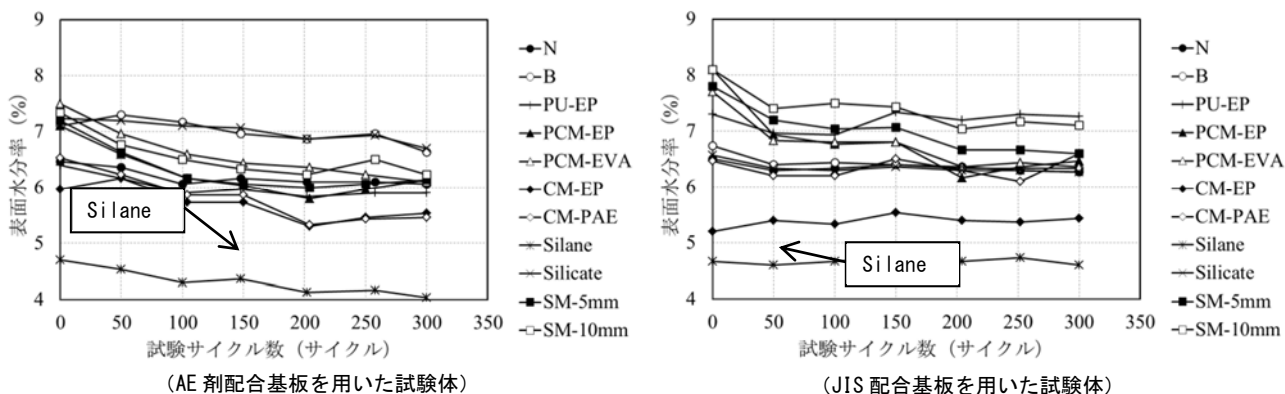 9
8
7
6
5
4
表面水分率 (%)
0 50 100 150 200 250 300 350
試験サイクル数 (サイクル)
Silane
N
B
PU-EP
PCM-EP
PCM-EVA
CM-EP
CM-PAE
Silane
Silicate
SM-5mm
SM-10mm
(AE 剤配合基板を用いた試験体)
9
8
7
6
5
4
表面水分率 (%)
0 50 100 150 200 250 300 350
試験サイクル数 (サイクル)
Silane
N
B
PU-EP
PCM-EP
PCM-EVA
CM-EP
CM-PAE
Silane
Silicate
SM-5mm
SM-10mm
(JIS 配合基板を用いた試験体)